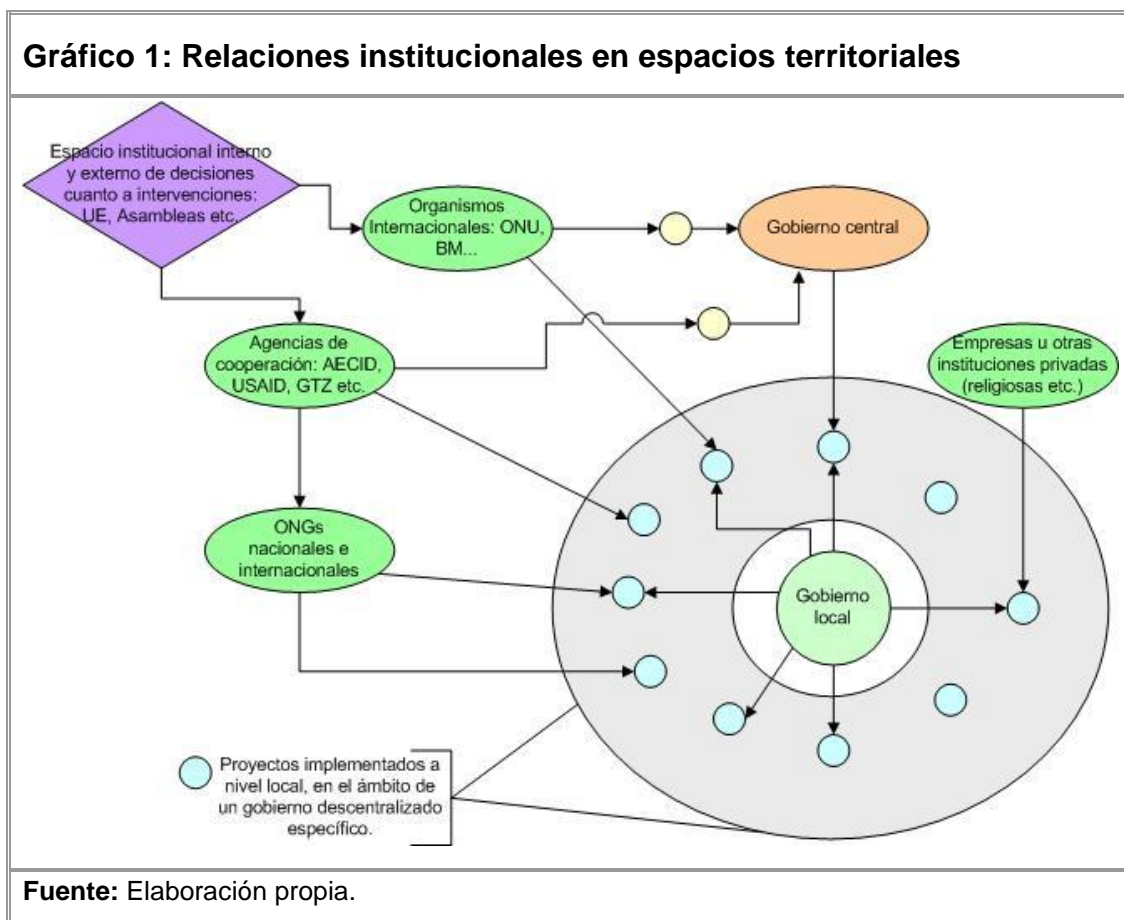 Gráfico 1: Relaciones institucionales en espacios territoriales
Espacio institucional interno
y externo de decisiones
cuanto a intervenciones:
UE, Asambleas etc.
Organismos
Internacionales: ONU,
BM...
Gobierno central
Agencias de
cooperación: AECID,
USAID, GTZ etc.
Empresas u otras
instituciones privadas
(religiosas etc.)
ONGs
nacionales e
internacionales
Gobierno
local
Proyectos implementados a
nivel local, en el ámbito de
un gobierno descentralizado
específico.
Fuente: Elaboración propia.